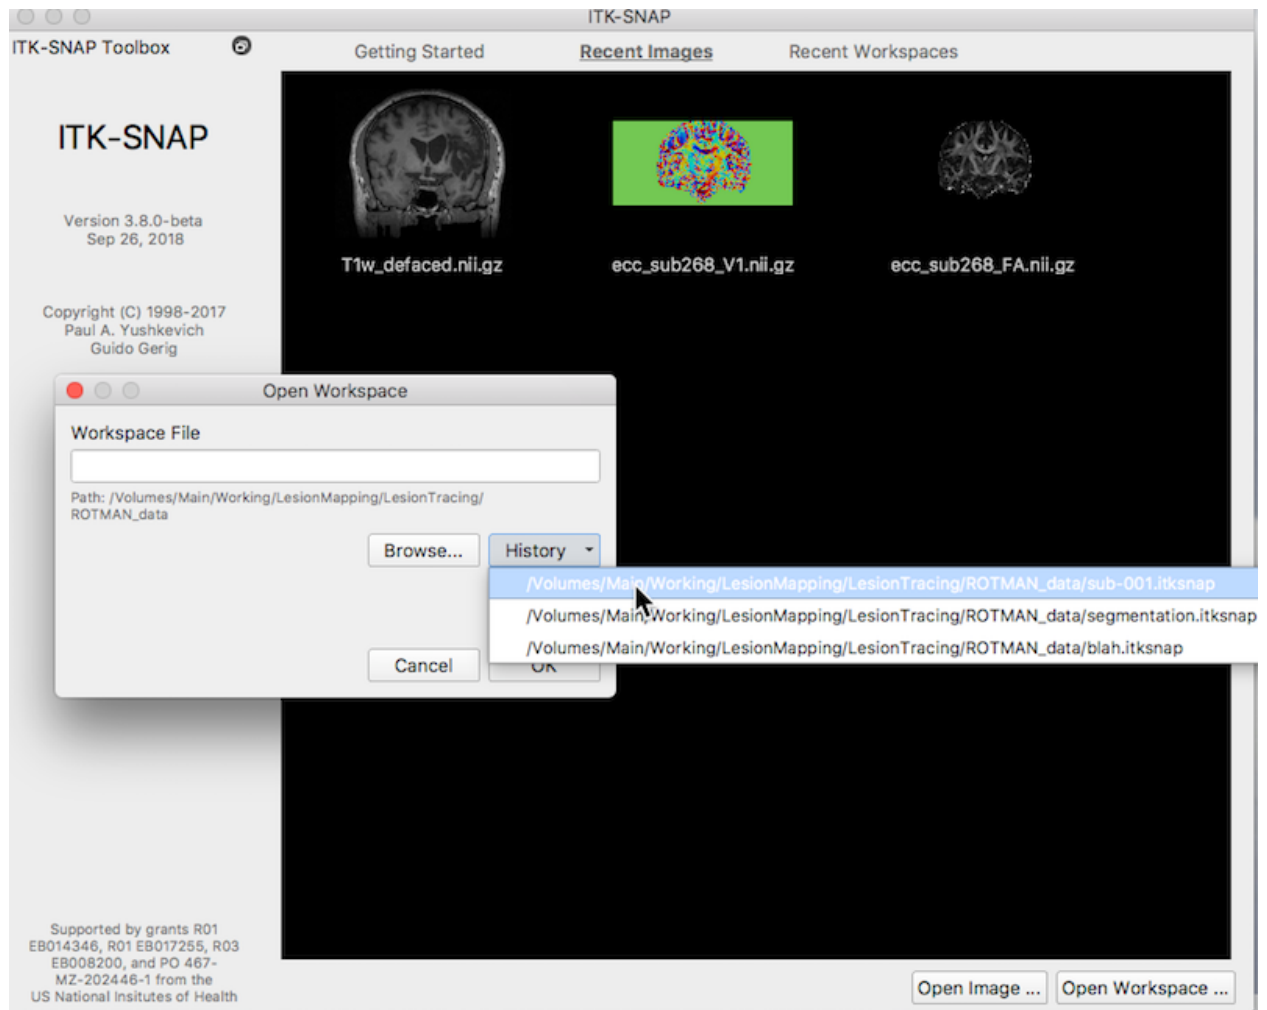 ITK-SNAP
ITK-SNAP Toolbox
Getting Started
Recent Images
Recent Workspaces
ITK-SNAP
Version 3.8.0-beta
Sep 26, 2018
Copyright (C) 1998-2017
Paul A. Yushkevich
Guido Gerig
T1w_defaced.nii.gz
ecc_sub268_V1.nii.gz
ecc_sub268_FA.nii.gz
Open Workspace
Workspace File
Path: /Volumes/Main/Working/LesionMapping/LesionTracing/
ROTMAN_data
Browse...
History
/Volumes/Main/Working/LesionMapping/LesionTracing/ROTMAN_data/sub-001.itksnap
/Volumes/Main/Working/LesionMapping/LesionTracing/ROTMAN_data/segmentation.itksnap
/Volumes/Main/Working/LesionMapping/LesionTracing/ROTMAN_data/blah.itksnap
Cancel
OK
Supported by grants R01
EB014346, R01 EB017255, R03
EB008200, and PO 467-
MZ-202446-1 from the
US National Insitutes of Health
Open Image ...
Open Workspace ...